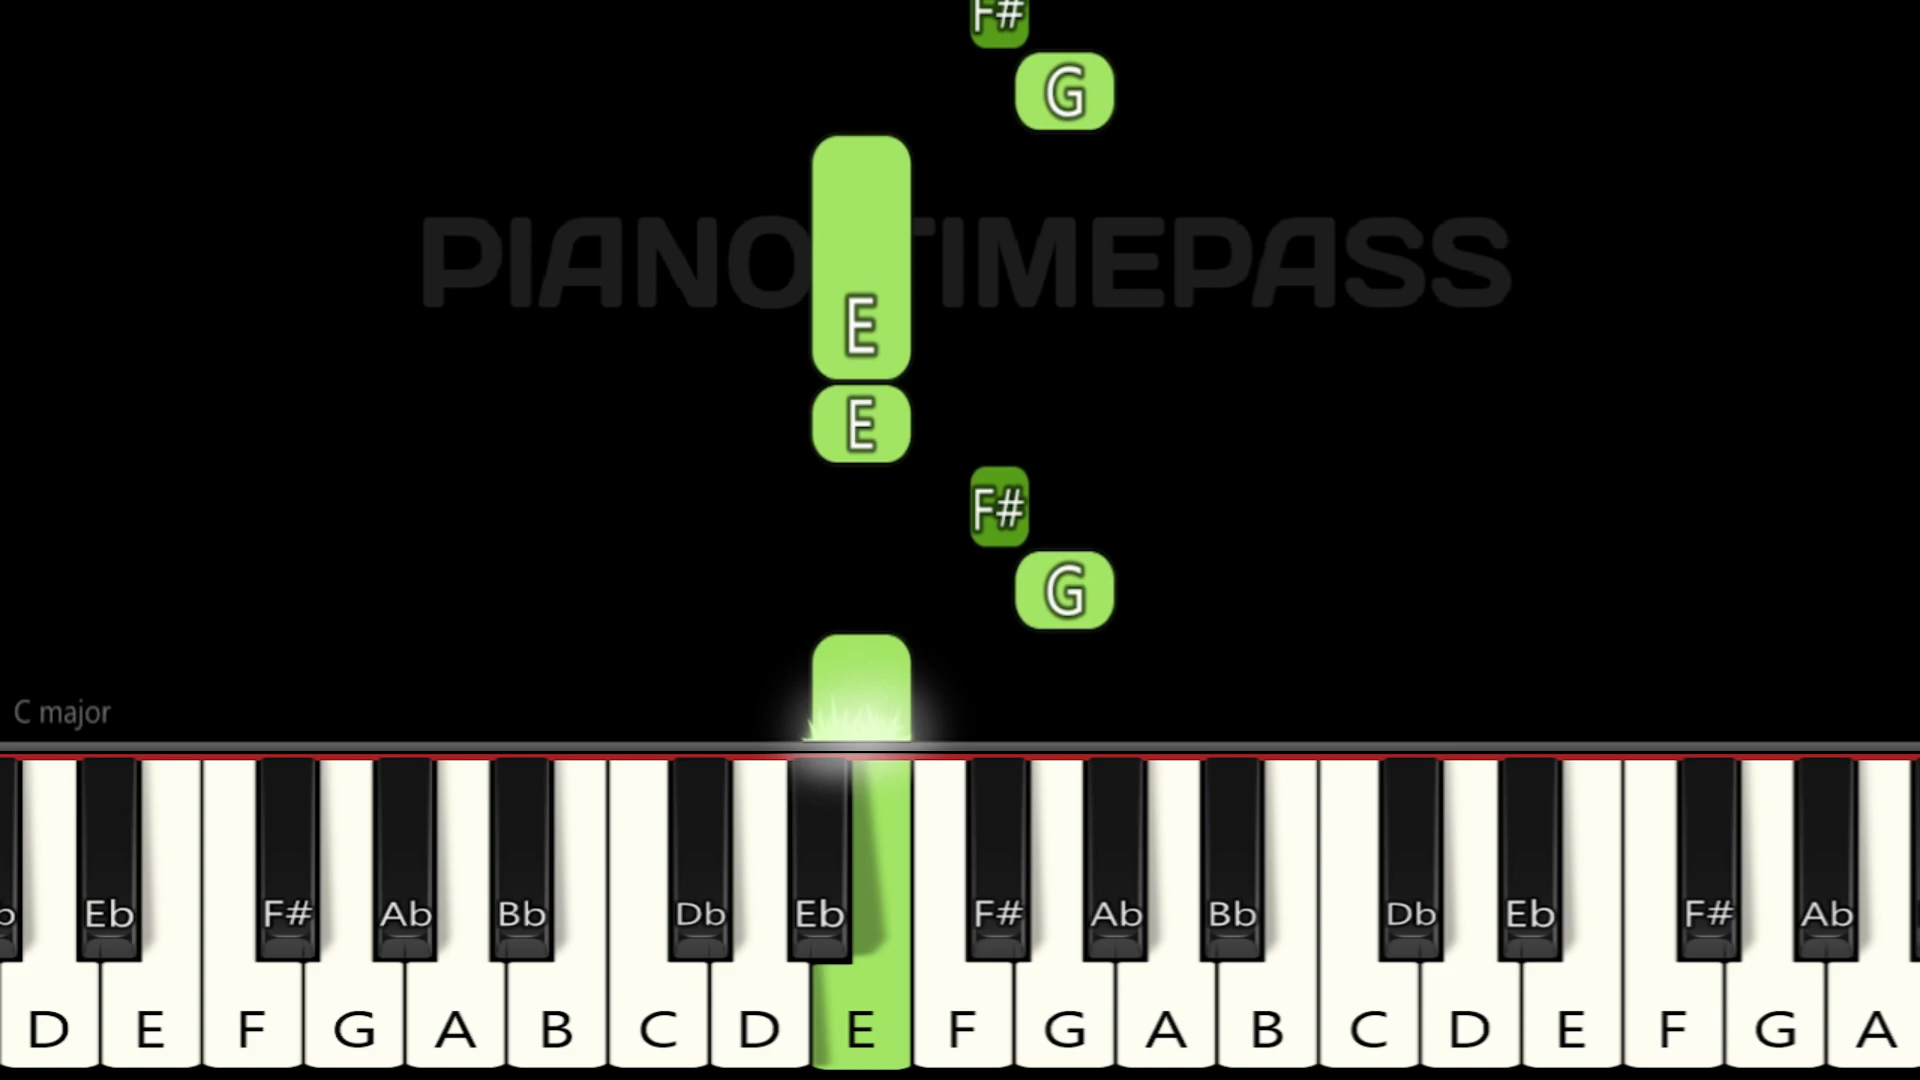 F#
G
PIANO TIMEPASS
E
E
F#
G
C major
Eb F# Ab Bb Db Eb F# Ab Bb Db Eb F# Ab
D E F G A B C D E F G A B C D E F G A